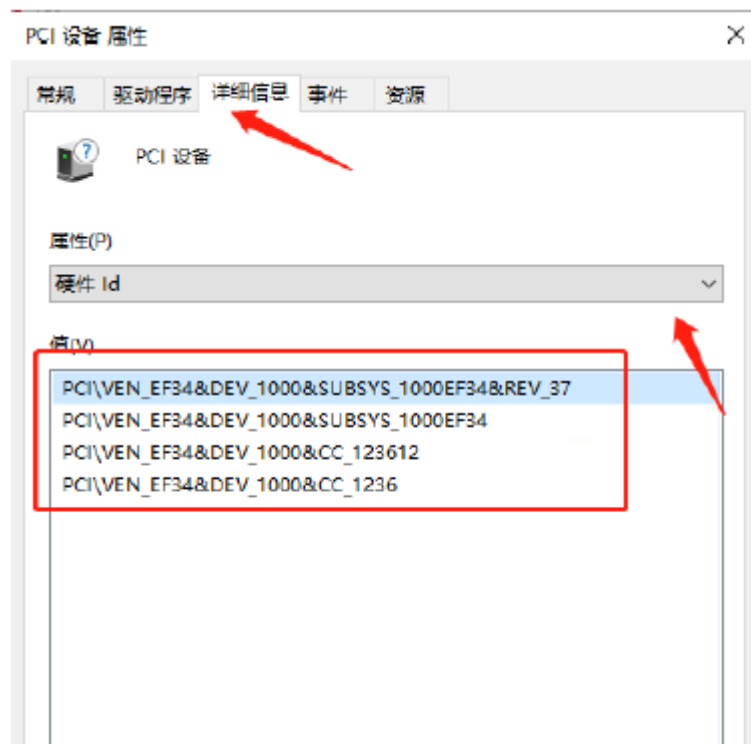 PCI 设备 属性
常规 驱动程序 详细信息 事件 资源
PCI 设备
属性(P)
硬件 Id
值(V)
PCI\VEN_EF34&DEV_1000&SUBSYS_1000EF34&REV_37
PCI\VEN_EF34&DEV_1000&SUBSYS_1000EF34
PCI\VEN_EF34&DEV_1000&CC_123612
PCI\VEN_EF34&DEV_1000&CC_1236